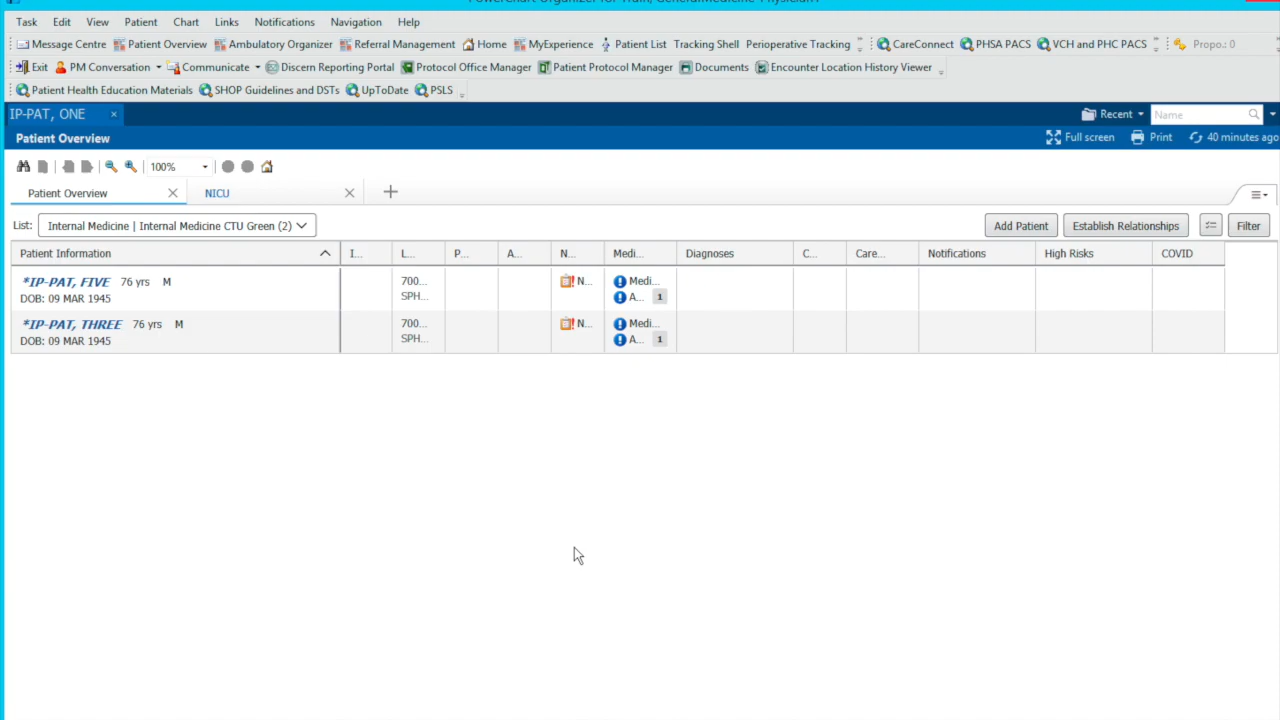 PowerChart Organizer for Train, GeneralMedicine-Physician1
Task Edit View Patient Chart Links Notifications Navigation Help
Message Centre Patient Overview Ambulatory Organizer Referral Management Home MyExperience Patient List Tracking Shell Perioperative Tracking CareConnect PHSA PACS VCH and PHC PACS Propo.: 0
Exit PM Conversation Communicate Discern Reporting Portal Protocol Office Manager Patient Protocol Manager Documents Encounter Location History Viewer
Patient Health Education Materials SHOP Guidelines and DSTs UpToDate PSLS
IP-PAT, ONE × Recent Name
Patient Overview Full screen Print 40 minutes ago
100%
Patient Overview NICU
List: Internal Medicine | Internal Medicine CTU Green (2) Add Patient Establish Relationships Filter
Patient Information I... L... P... A... N... Medi... Diagnoses C... Care... Notifications High Risks COVID
*IP-PAT, FIVE 76 yrs M 700... N... Medi...
DOB: 09 MAR 1945 SPH... A... 1
*IP-PAT, THREE 76 yrs M 700... N... Medi...
DOB: 09 MAR 1945 SPH... A... 1